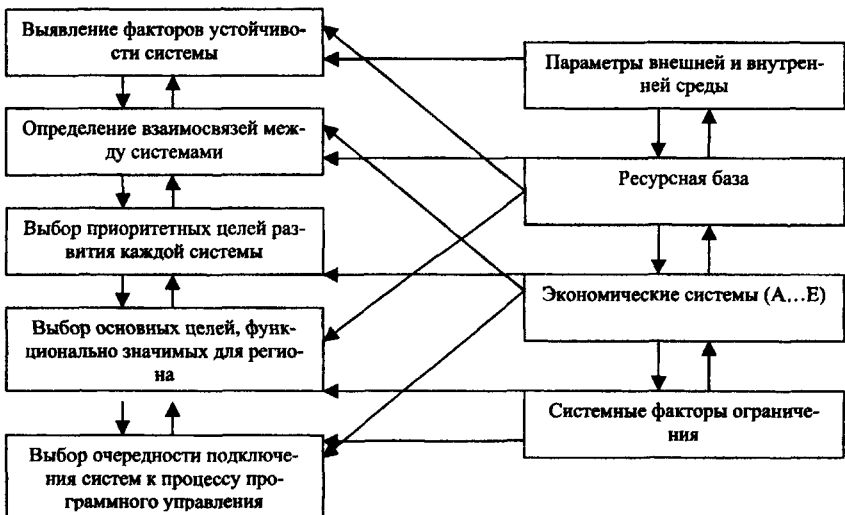 Выявление факторов устойчиво-
сти системы
Определение взаимосвязей меж-
ду системами
Выбор приоритетных целей раз-
вития каждой системы
Выбор основных целей, функ-
ционально значимых для регио-
на
Выбор очередности подключе-
ния систем к процессу про-
граммного управления
Параметры внешней и внутрен-
ней среды
Ресурсная база
Экономические системы (А...Е)
Системные факторы ограниче-
ния